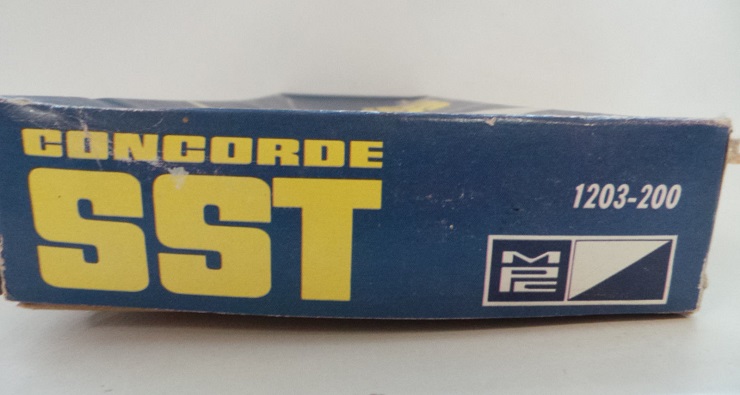 CONCORDE
SST
1203-200
MPC